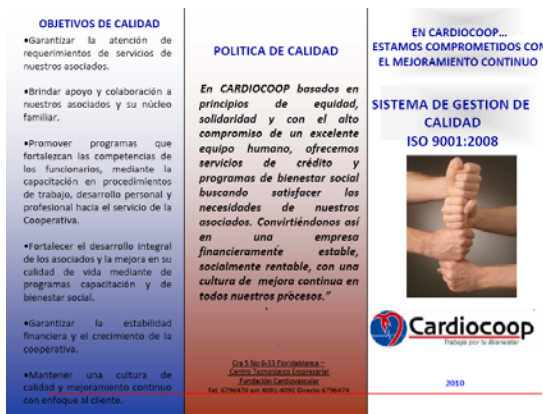 OBJETIVOS DE CALIDAD
•Garantizar la atención de
requerimientos de servicios de
nuestros asociados.
•Brindar apoyo y colaboración a
nuestros asociados y su núcleo
familiar.
•Promover programas que
fortalezcan las competencias de
los funcionarios, mediante la
capacitación en procedimientos
de trabajo, desarrollo personal y
profesional hacia el servicio de la
Cooperativa.
•Fortalecer el desarrollo integral
de los asociados y la mejora en su
calidad de vida mediante de
programas capacitación y de
bienestar social.
•Garantizar la estabilidad
financiera y el crecimiento de la
cooperativa.
•Mantener una cultura de
calidad y mejoramiento continuo
con enfoque al cliente.
POLITICA DE CALIDAD
En CARDIOCOOP basados en
principios de equidad,
solidaridad y con el alto
compromiso de un excelente
equipo humano, ofrecemos
servicios de crédito y
programas de bienestar social
buscando satisfacer las
necesidades de nuestros
asociados. Convirtiéndonos así
en una empresa
financieramente estable,
socialmente rentable, con una
cultura de mejora continua en
todos nuestros procesos.”
Cra 5 No 6-33 Floridablanca –
Centro Tecnológico Empresarial
Fundación Cardiovascular
Tel: 6796470 ext 4091-4092 Directo 6796474
EN CARDIOCOOP...
ESTAMOS COMPROMETIDOS CON
EL MEJORAMIENTO CONTINUO
SISTEMA DE GESTION DE
CALIDAD
ISO 9001:2008
Cardiocoop
Trabaja por tu Bienestar
2010